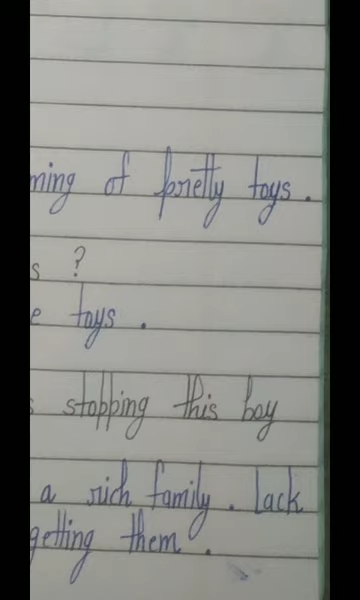 ming of pretty toys.
s ?
e toys.
s stopping this boy
a rich family. Lack
getting them.